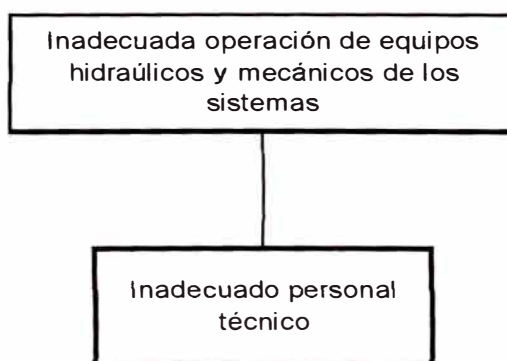 Inadecuada operación de equipos
hidraúlicos y mecánicos de los
sistemas
Inadecuado personal
técnico